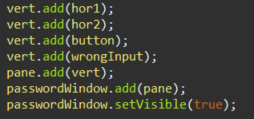 vert.add(hor1);
vert.add(hor2);
vert.add(button);
vert.add(wrongInput);
pane.add(vert);
passwordWindow.add(pane);
passwordWindow.setVisible(true);